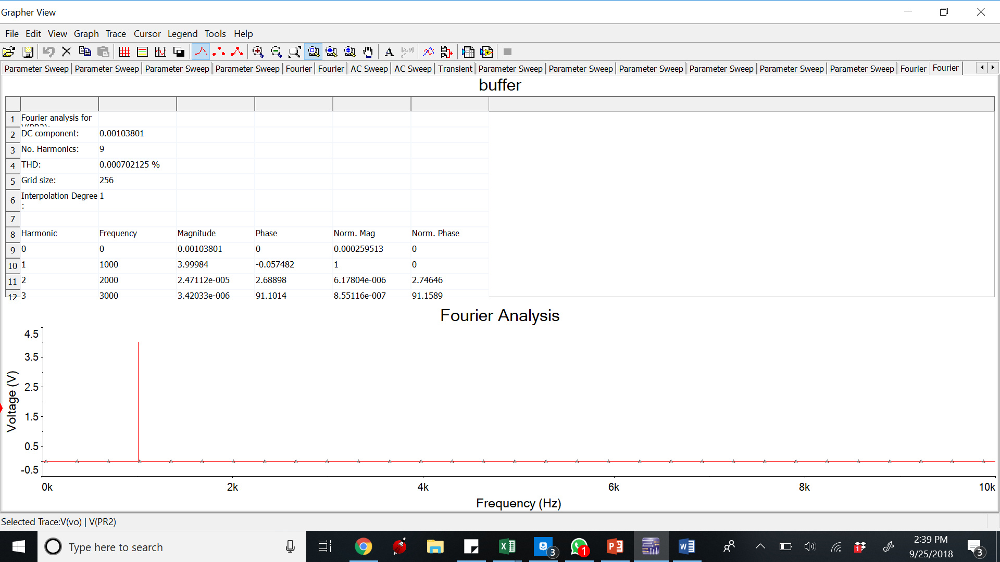 Grapher View
File Edit View Graph Trace Cursor Legend Tools Help
Parameter Sweep Parameter Sweep Parameter Sweep Parameter Sweep Fourier Fourier AC Sweep AC Sweep Transient Parameter Sweep Parameter Sweep Parameter Sweep Parameter Sweep Parameter Sweep Parameter Sweep Fourier Fourier
buffer
1 Fourier analysis for
V(PR2):
2 DC component: 0.00103801
3 No. Harmonics: 9
4 THD: 0.000702125 %
5 Grid size: 256
6 Interpolation Degree 1
:
7
8 Harmonic Frequency Magnitude Phase Norm. Mag Norm. Phase
9 0 0 0.00103801 0 0.000259513 0
10 1 1000 3.99984 -0.057482 1 0
11 2 2000 2.47112e-005 2.68898 6.17804e-006 2.74646
12 3 3000 3.42033e-006 91.1014 8.55116e-007 91.1589
Fourier Analysis
Voltage (V)
4.5
3.5
2.5
1.5
0.5
-0.5
0k 2k 4k 6k 8k 10k
Frequency (Hz)
Selected Trace:V(vo) | V(PR2)
Type here to search
3
1
1
2:39 PM
9/25/2018
3